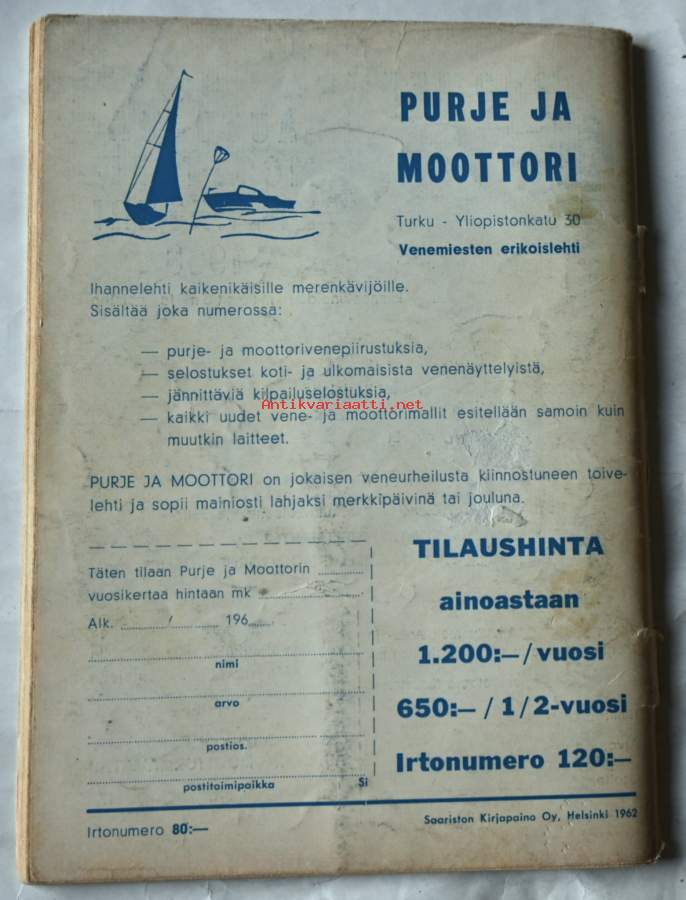 PURJE JA
MOOTTORI
Turku - Yliopistonkatu 30
Venemiesten erikoislehti
Ihannelehti kaikenikäisille merenkävijöille.
Sisältää joka numerossa:
— purje- ja moottorivenepiirustuksia,
— selostukset koti- ja ulkomaisista venenäyttelyistä,
— jännittäviä kilpailuselostuksia,
Antikvariaatti.net
— kaikki uudet vene- ja moottorimallit esitellään samoin kuin
muutkin laitteet.
PURJE JA MOOTTORI on jokaisen veneurheilusta kiinnostuneen toive-
lehti ja sopii mainiosti lahjaksi merkkipäivinä tai jouluna.
Täten tilaan Purje ja Moottorin ............
vuosikertaa hintaan mk ............
Alk. ............ / ............ 196......
nimi
arvo
postios.
postitoimipaikka
Si
TILAUSHINTA
ainoastaan
1.200:—/vuosi
650:— / 1/2-vuosi
Irtonumero 120:—
Irtonumero 80:—
Saariston Kirjapaino Oy, Helsinki 1962